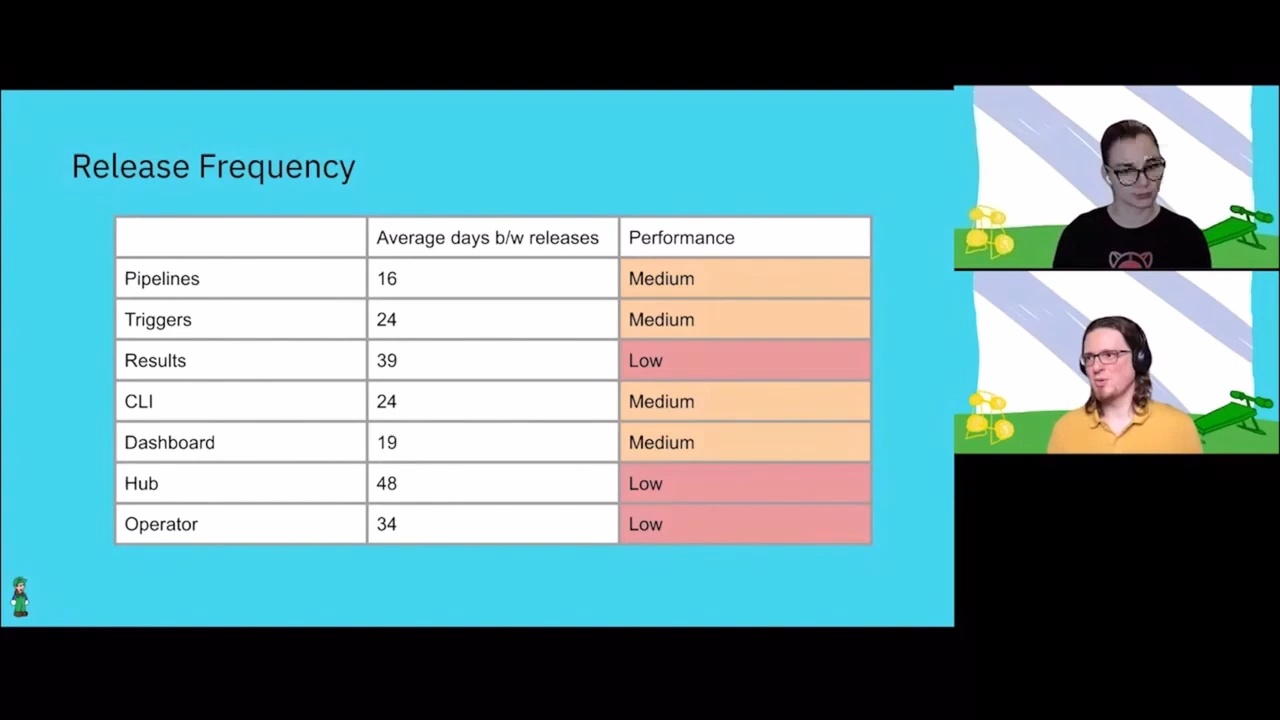 Release Frequency
Average days b/w releases Performance
Pipelines 16 Medium
Triggers 24 Medium
Results 39 Low
CLI 24 Medium
Dashboard 19 Medium
Hub 48 Low
Operator 34 Low